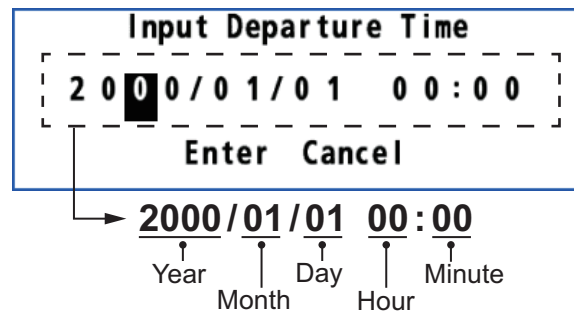 Input Departure Time
2000/01/01 00:00
Enter Cancel
2000/01/01 00:00
Year Day Minute
Month Hour